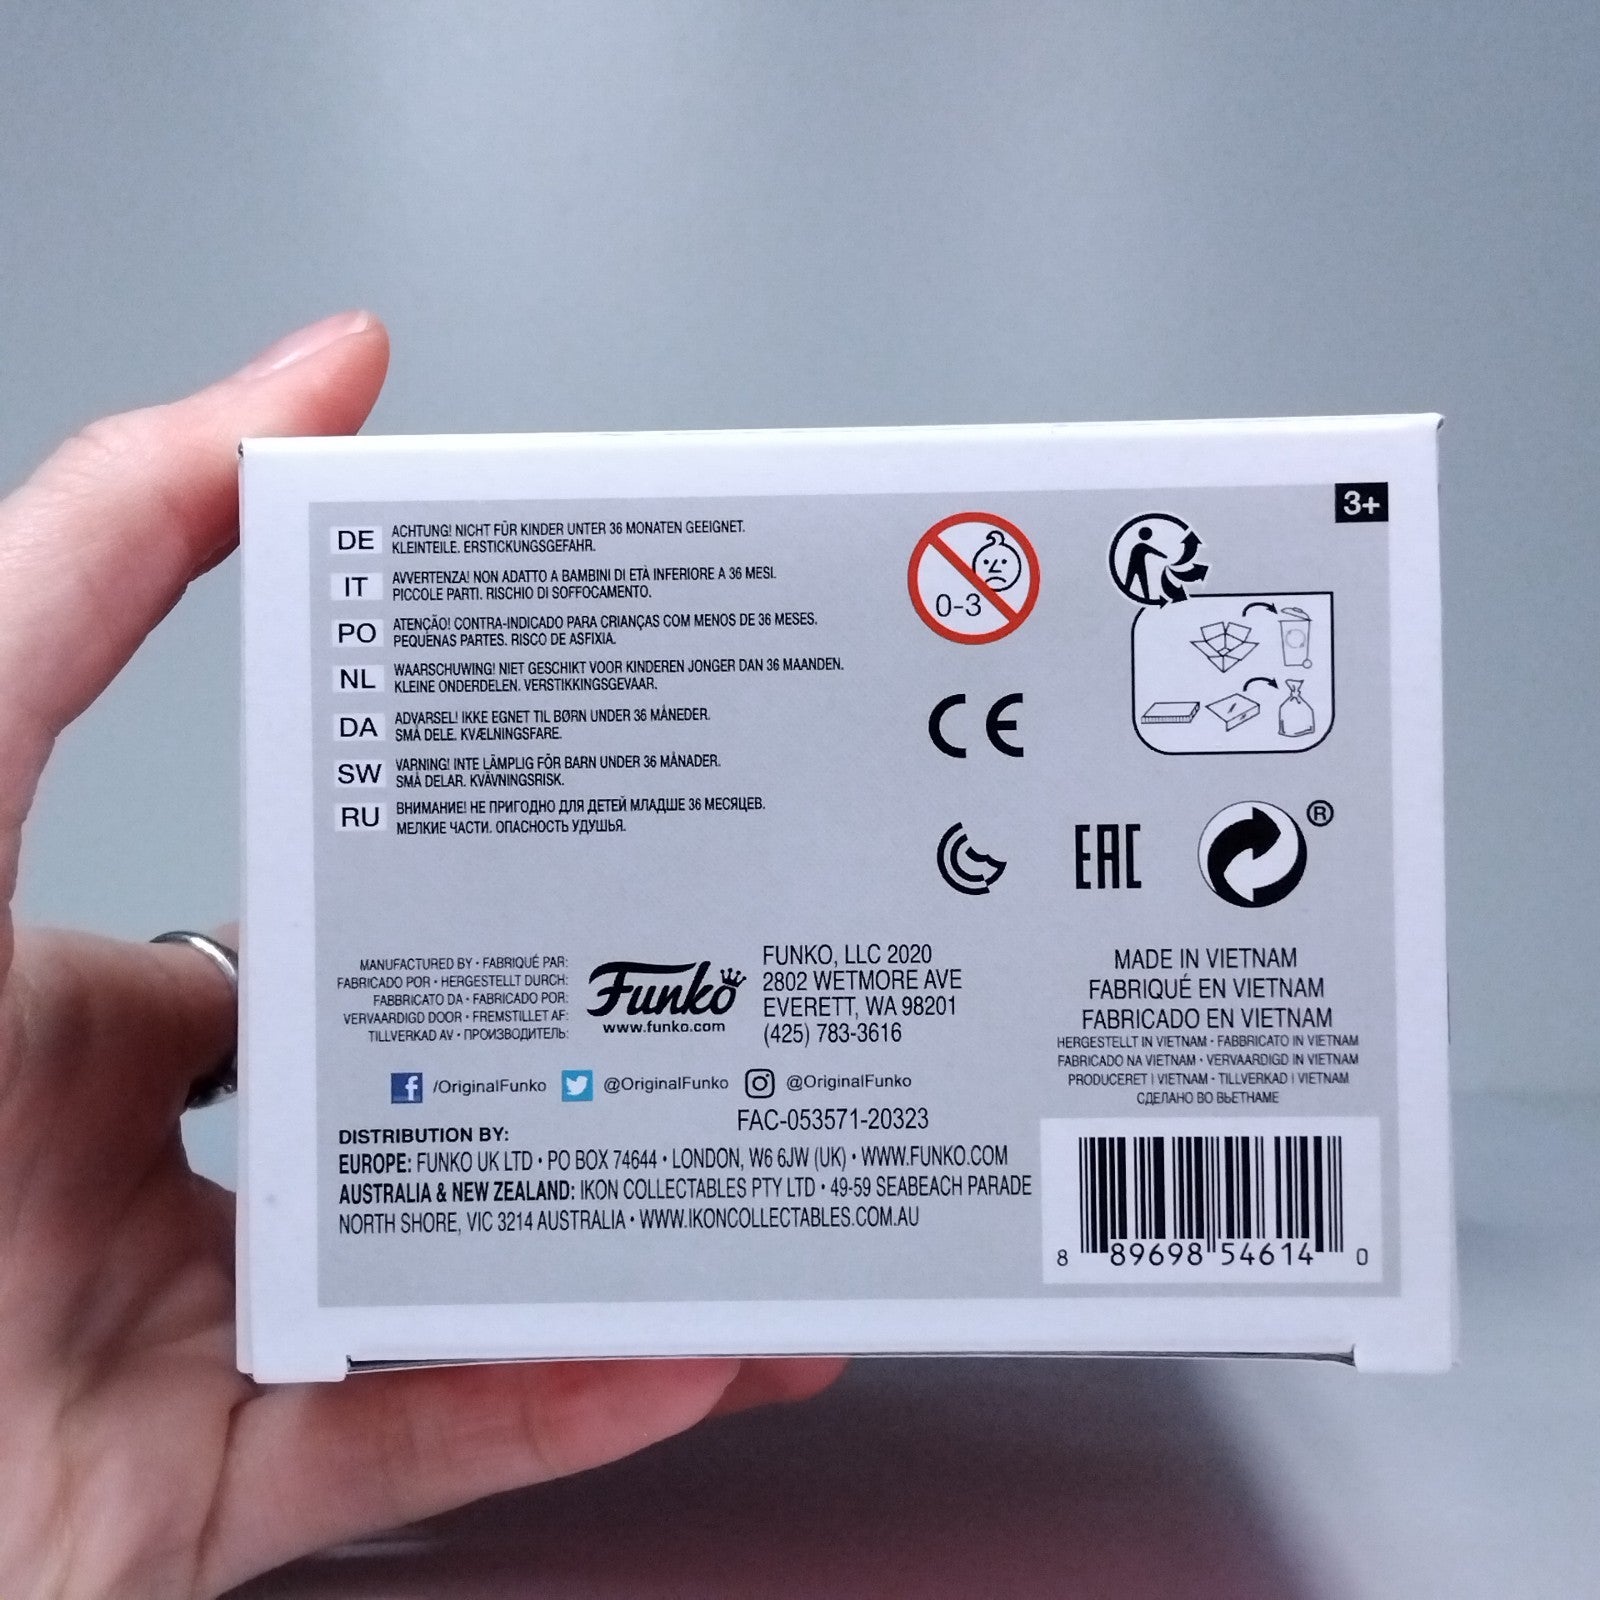 3+
DE
ACHTUNG! NICHT FÜR KINDER UNTER 36 MONATEN GEEIGNET.
KLEINTEILE. ERSTICKUNGSGEFAHR.
IT
AVVERTENZA! NON ADATTO A BAMBINI DI ETÀ INFERIORE A 36 MESI.
PICCOLE PARTI. RISCHIO DI SOFFOCAMENTO.
PO
ATENÇÃO! CONTRA-INDICADO PARA CRIANÇAS COM MENOS DE 36 MESES.
PEQUENAS PARTES. RISCO DE ASFIXIA.
NL
WAARSCHUWING! NIET GESCHIKT VOOR KINDEREN JONGER DAN 36 MAANDEN.
KLEINE ONDERDELEN. VERSTIKKINGSGEVAAR.
DA
ADVARSEL! IKKE EGNET TIL BØRN UNDER 36 MÅNEDER.
SMÅ DELE. KVÆLNINGSFARE.
SW
VARNING! INTE LÄMPLIG FÖR BARN UNDER 36 MÅNADER.
SMÅ DELAR. KVÄVNINGSRISK.
RU
ВНИМАНИЕ! НЕ ПРИГОДНО ДЛЯ ДЕТЕЙ МЛАДШЕ 36 МЕСЯЦЕВ.
МЕЛКИЕ ЧАСТИ. ОПАСНОСТЬ УДУШЬЯ.
0-3
CE
EAC
®
MANUFACTURED BY • FABRIQUÉ PAR:
FABRICADO POR • HERGESTELLT DURCH:
FABBRICATO DA • FABRICADO POR:
VERVAARDIGD DOOR • FREMSTILLET AF:
TILLVERKAD AV • ПРОИЗВОДИТЕЛЬ:
Funko
www.funko.com
FUNKO, LLC 2020
2802 WETMORE AVE
EVERETT, WA 98201
(425) 783-3616
MADE IN VIETNAM
FABRIQUÉ EN VIETNAM
FABRICADO EN VIETNAM
HERGESTELLT IN VIETNAM • FABBRICATO IN VIETNAM
FABRICADO NA VIETNAM • VERVAARDIGD IN VIETNAM
PRODUCERET I VIETNAM • TILLVERKAD I VIETNAM
СДЕЛАНО ВО ВЬЕТНАМЕ
f /OriginalFunko @OriginalFunko @OriginalFunko
FAC-053571-20323
DISTRIBUTION BY:
EUROPE: FUNKO UK LTD • PO BOX 74644 • LONDON, W6 6JW (UK) • WWW.FUNKO.COM
AUSTRALIA & NEW ZEALAND: IKON COLLECTABLES PTY LTD • 49-59 SEABEACH PARADE
NORTH SHORE, VIC 3214 AUSTRALIA • WWW.IKONCOLLECTABLES.COM.AU
8 89698 54614 0